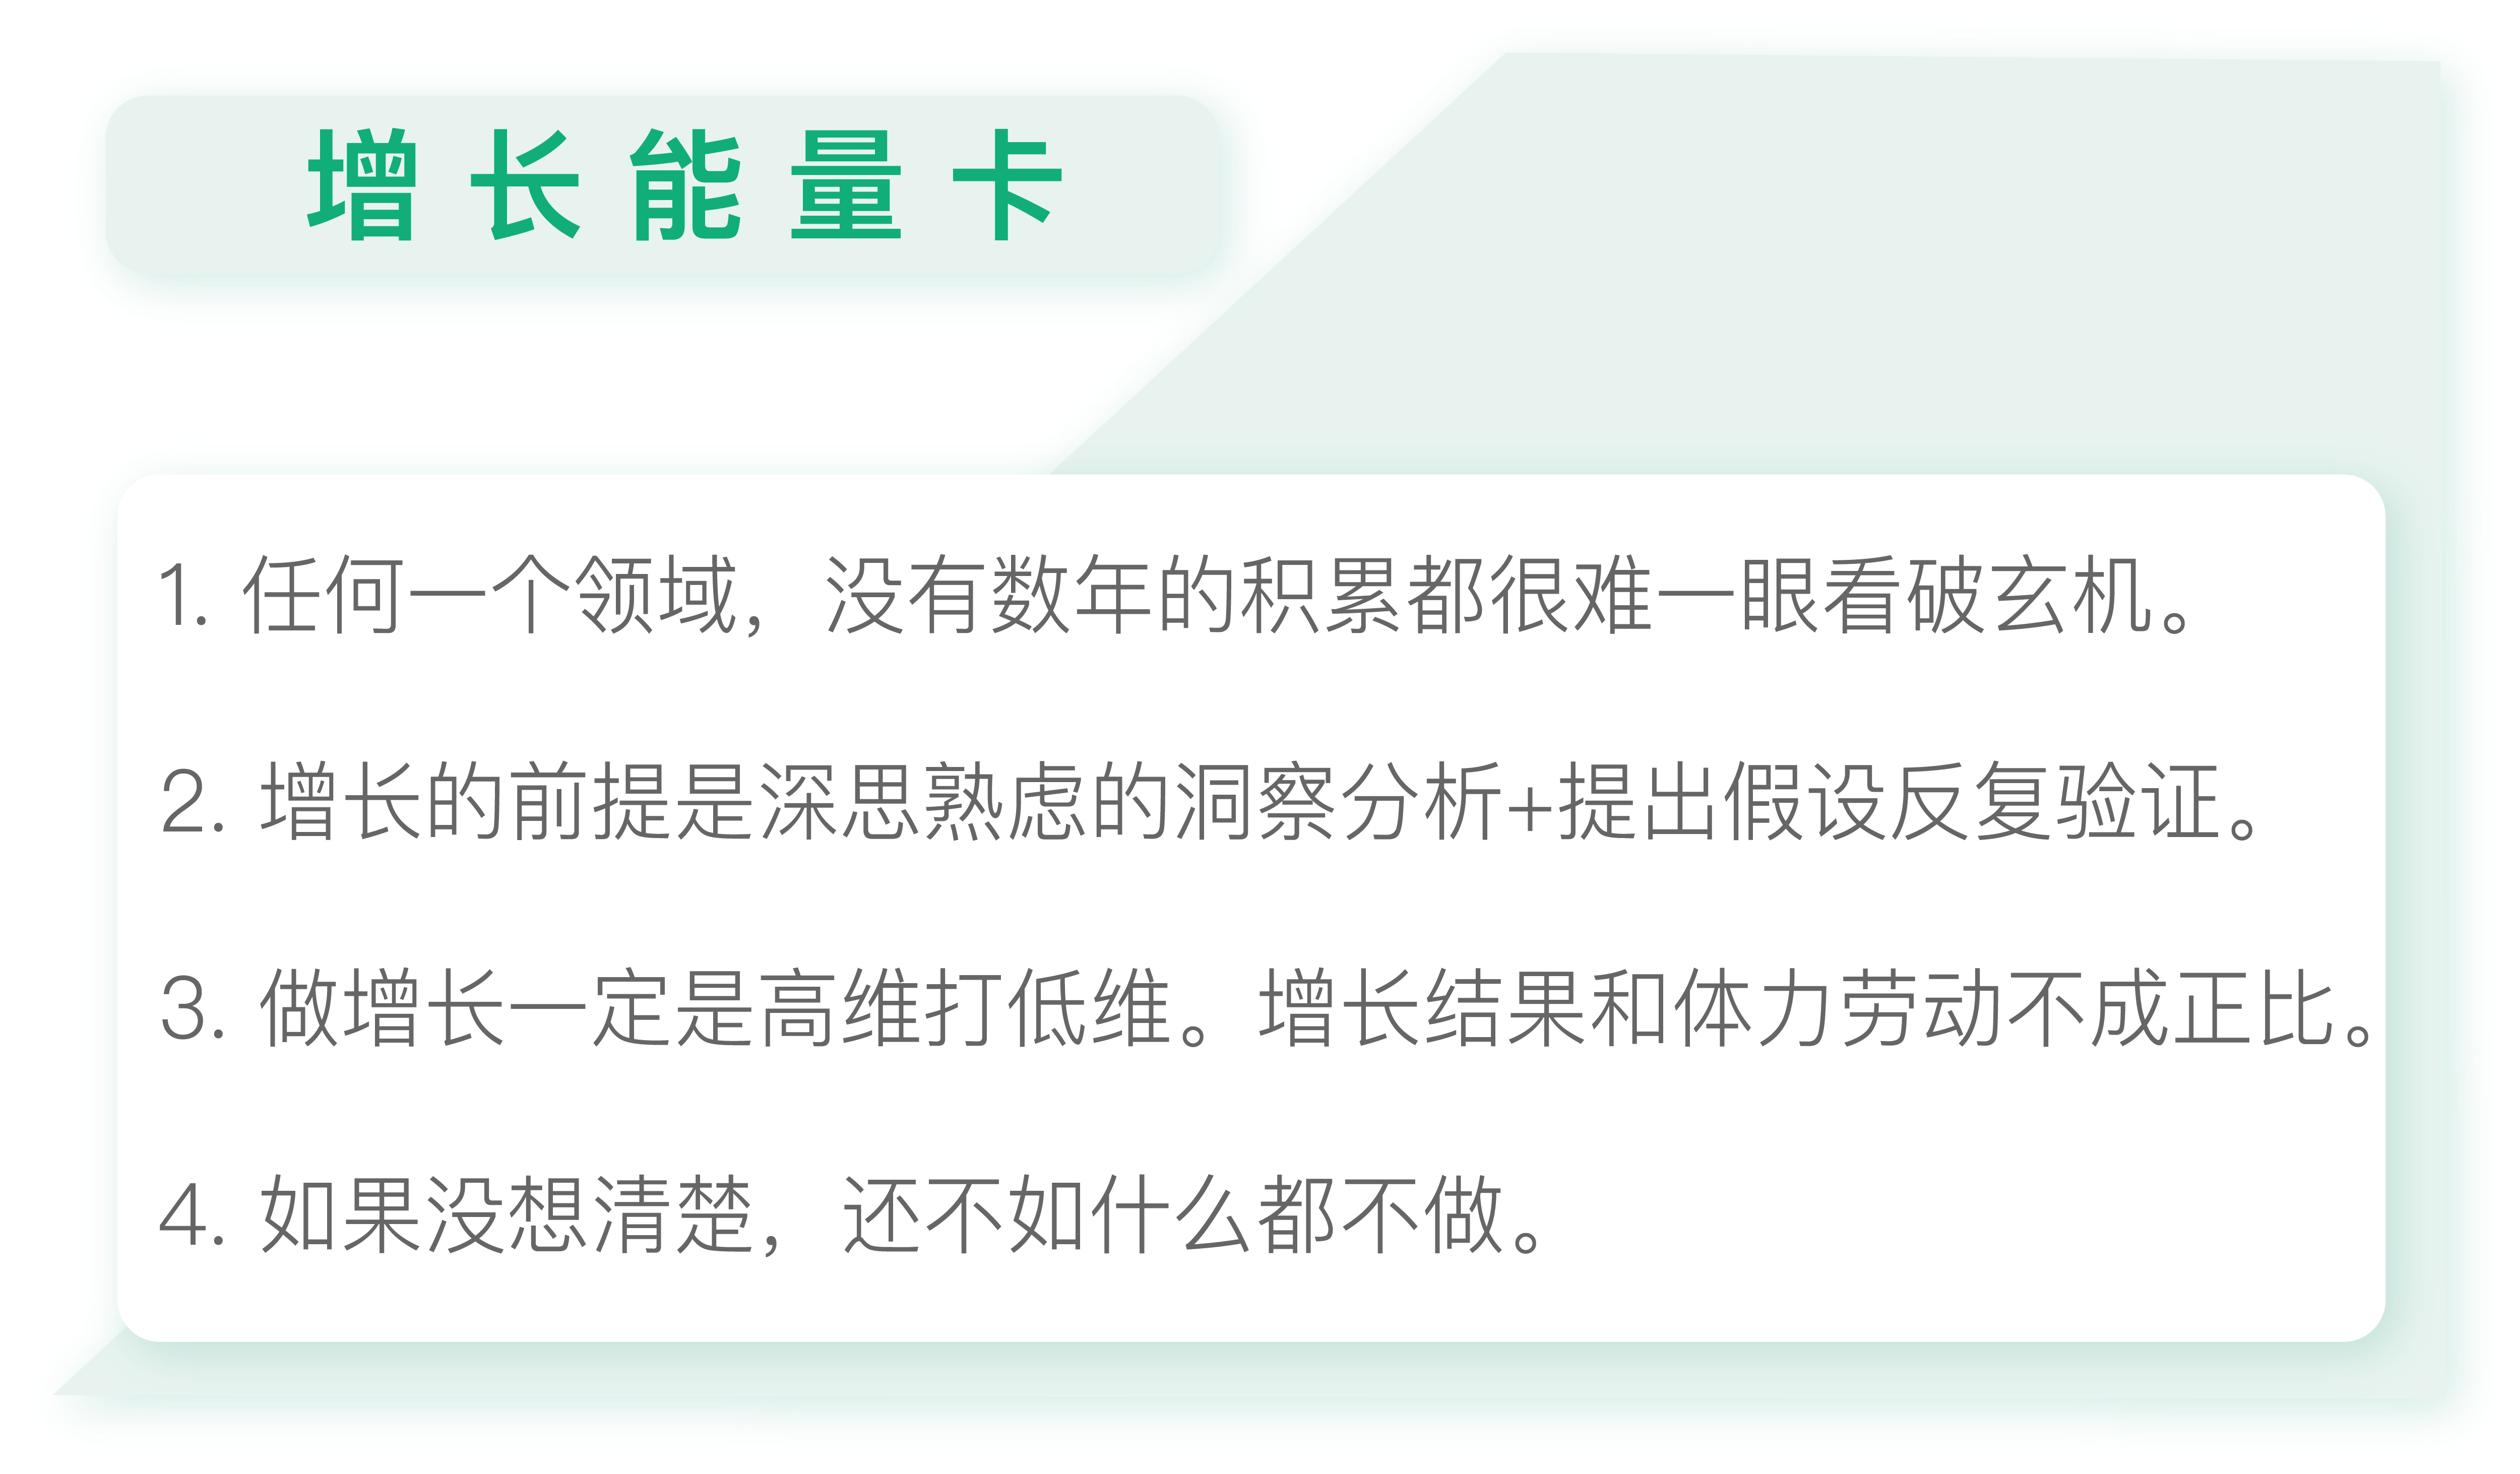 增长能量卡
1. 任何一个领域，没有数年的积累都很难一眼看破玄机。
2. 增长的前提是深思熟虑的洞察分析+提出假设反复验证。
3. 做增长一定是高维打低维。增长结果和体力劳动不成正比。
4. 如果没想清楚，还不如什么都不做。